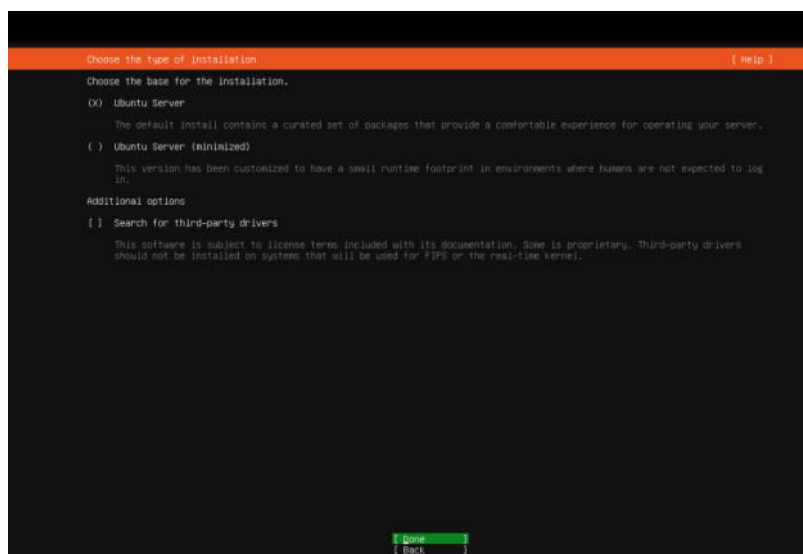 Choose the type of installation [ Help ]
Choose the base for the installation.
(X) Ubuntu Server
The default install contains a curated set of packages that provide a comfortable experience for operating your server.
( ) Ubuntu Server (minimized)
This version has been customized to have a small runtime footprint in environments where humans are not expected to log
in.
Additional options
[ ] Search for third-party drivers
This software is subject to license terms included with its documentation. Some is proprietary. Third-party drivers
should not be installed on systems that will be used for FIPS or the real-time kernel.
[ Done ]
[ Back ]